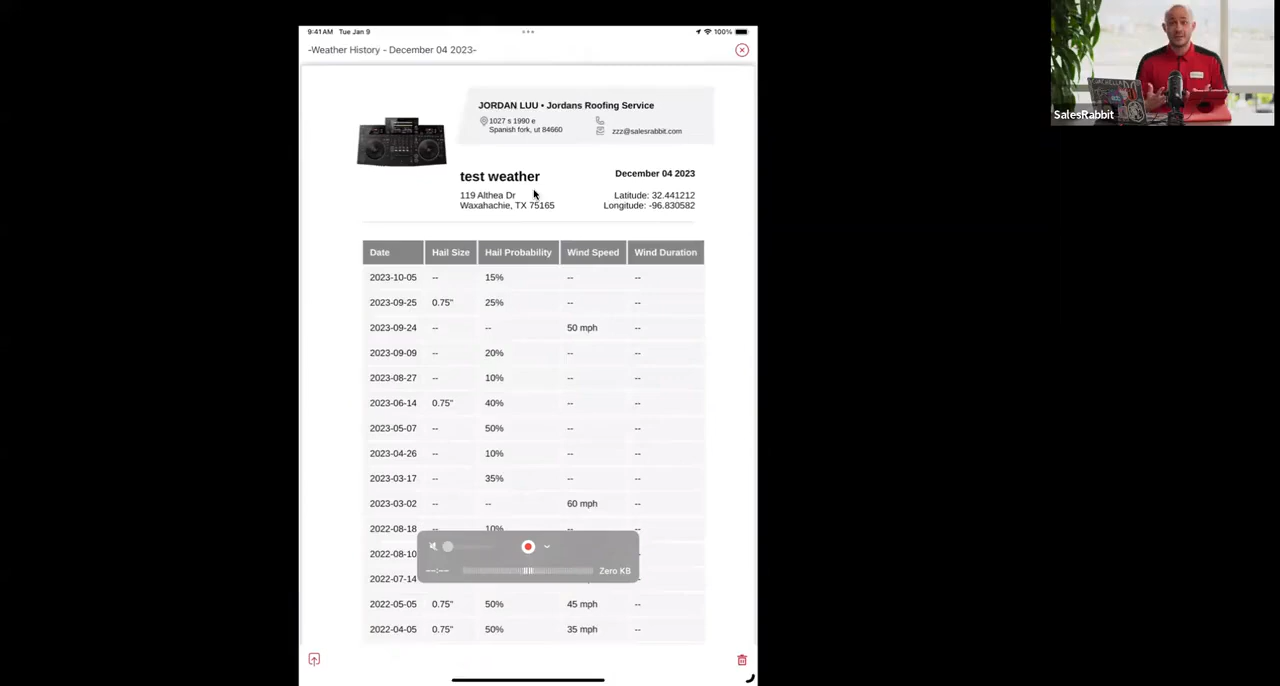 9:41 AM Tue Jan 9 100%
-Weather History - December 04 2023-
JORDAN LUU • Jordans Roofing Service
1027 s 1990 e
Spanish fork, ut 84660
zzz@salesrabbit.com
test weather
December 04 2023
119 Althea Dr
Waxahachie, TX 75165
Latitude: 32.441212
Longitude: -96.830582
Date Hail Size Hail Probability Wind Speed Wind Duration
2023-10-05 -- 15% -- --
2023-09-25 0.75" 25% -- --
2023-09-24 -- -- 50 mph --
2023-09-09 -- 20% -- --
2023-08-27 -- 10% -- --
2023-06-14 0.75" 40% -- --
2023-05-07 -- 50% -- --
2023-04-26 -- 10% -- --
2023-03-17 -- 35% -- --
2023-03-02 -- -- 60 mph --
2022-08-18 -- 10% -- --
2022-08-10
2022-07-14
--:--
Zero KB
2022-05-05 0.75" 50% 45 mph --
2022-04-05 0.75" 50% 35 mph --
SalesRabbit